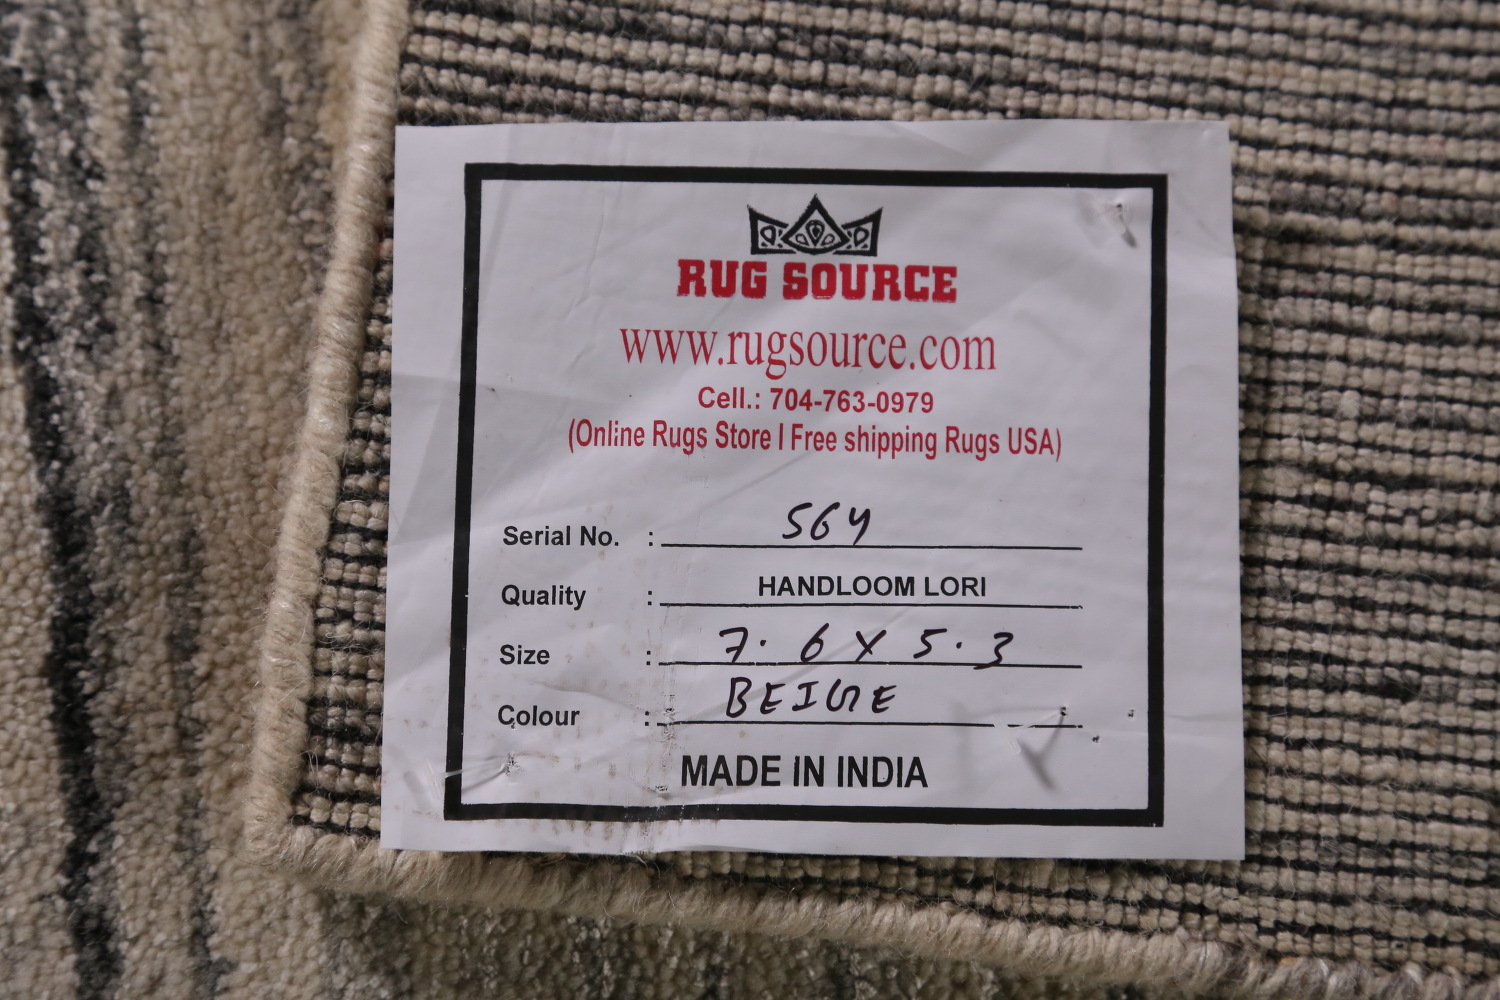 RUG SOURCE
www.rugsource.com
Cell.: 704-763-0979
(Online Rugs Store I Free shipping Rugs USA)
Serial No. : 564
Quality : HANDLOOM LORI
Size : 7.6 X 5.3
Colour : BEIGE
MADE IN INDIA